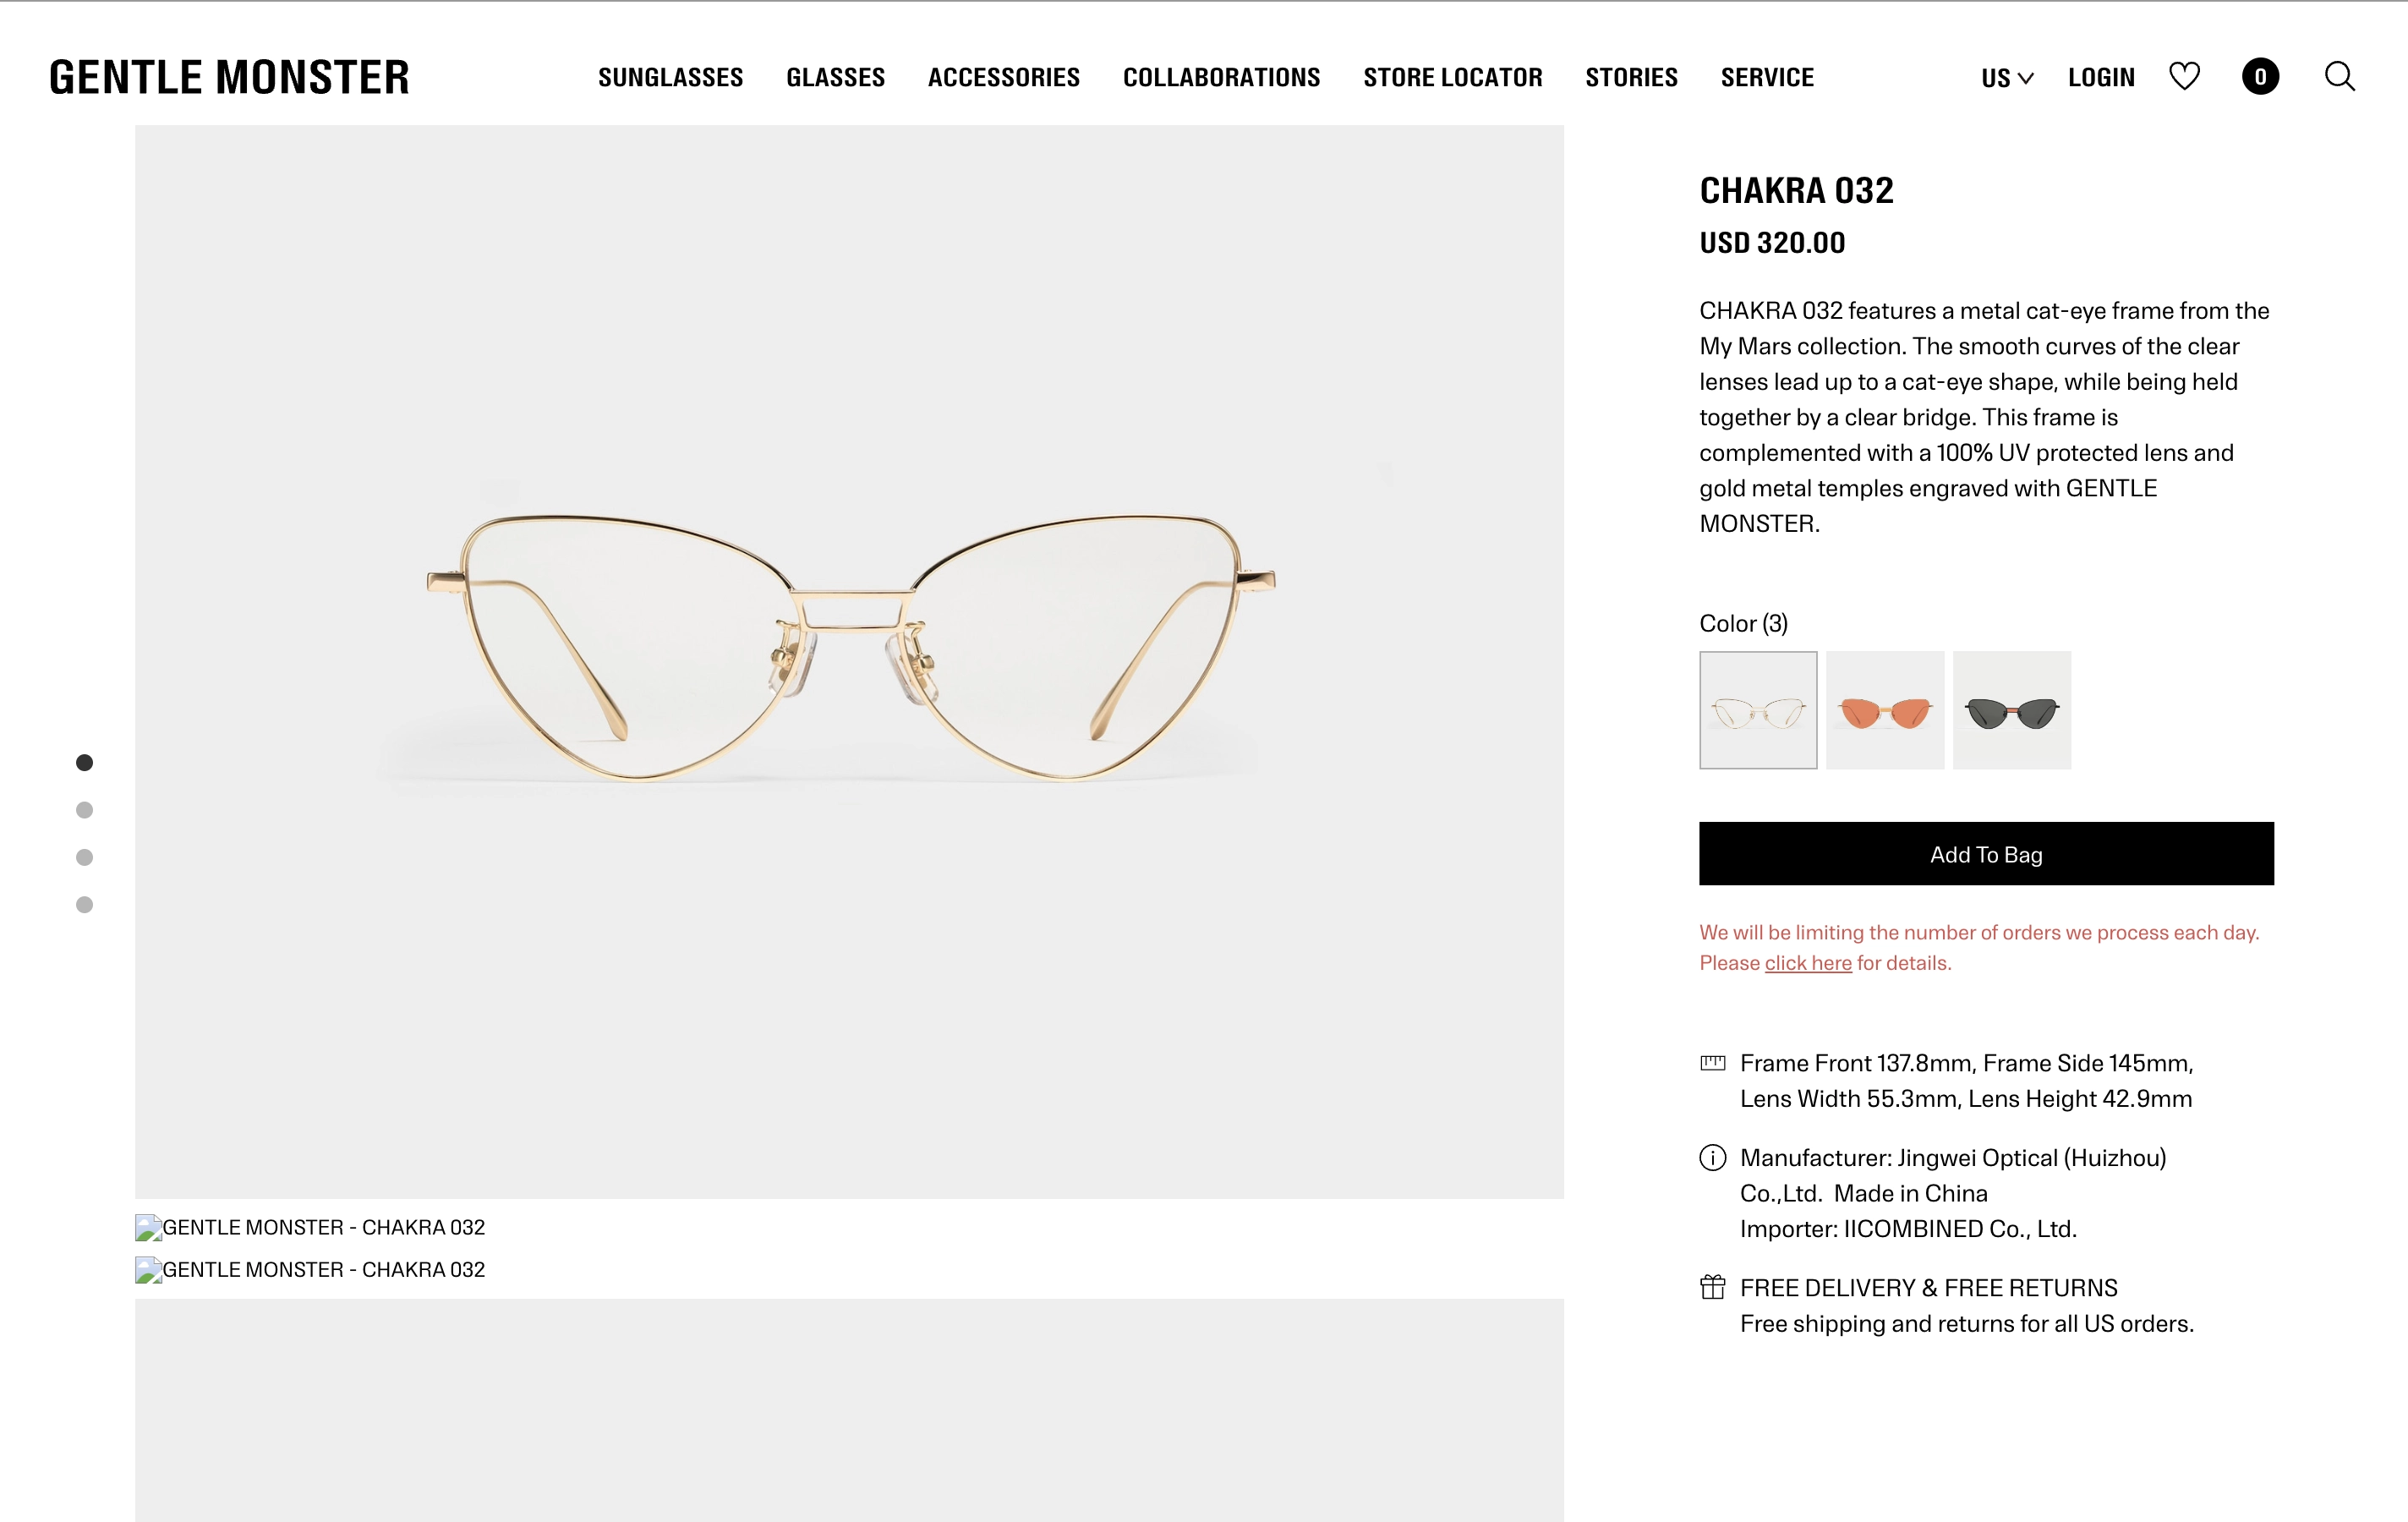 GENTLE MONSTER
SUNGLASSES GLASSES ACCESSORIES COLLABORATIONS STORE LOCATOR STORIES SERVICE
US LOGIN 0
CHAKRA 032
USD 320.00
CHAKRA 032 features a metal cat-eye frame from the
My Mars collection. The smooth curves of the clear
lenses lead up to a cat-eye shape, while being held
together by a clear bridge. This frame is
complemented with a 100% UV protected lens and
gold metal temples engraved with GENTLE
MONSTER.
Color (3)
Add To Bag
We will be limiting the number of orders we process each day.
Please click here for details.
Frame Front 137.8mm, Frame Side 145mm,
Lens Width 55.3mm, Lens Height 42.9mm
Manufacturer: Jingwei Optical (Huizhou)
Co.,Ltd.  Made in China
Importer: IICOMBINED Co., Ltd.
FREE DELIVERY & FREE RETURNS
Free shipping and returns for all US orders.
GENTLE MONSTER - CHAKRA 032
GENTLE MONSTER - CHAKRA 032